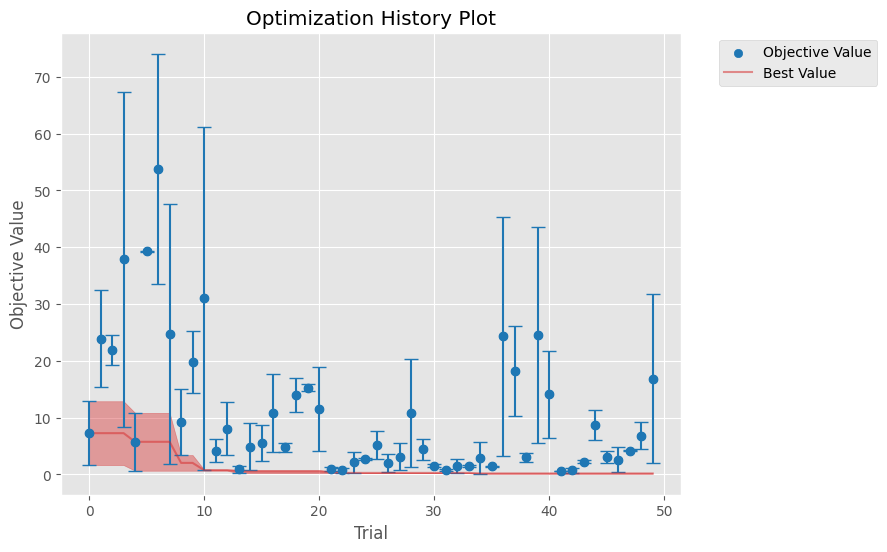 Optimization History Plot
Objective Value
Best Value
Objective Value
70
60
50
40
30
20
10
0
0 10 20 30 40 50
Trial